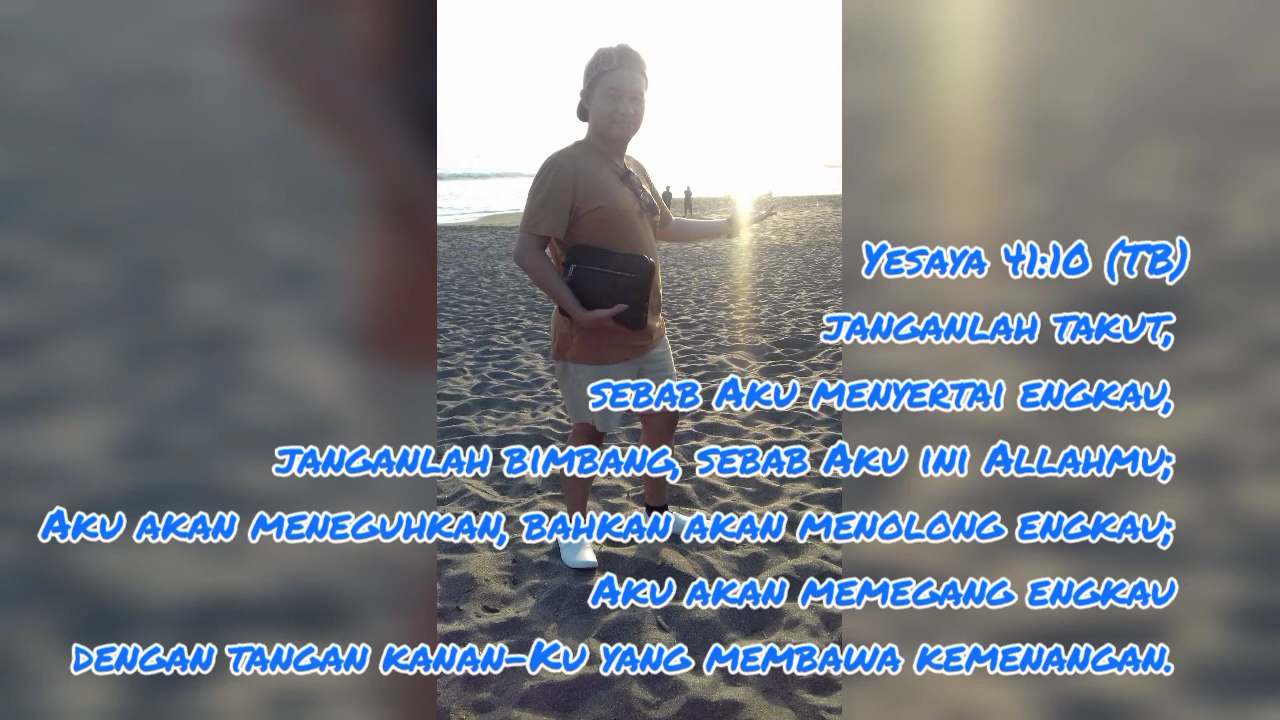 Yesaya 41:10 (TB)
janganlah takut,
sebab Aku menyertai engkau,
janganlah bimbang, sebab Aku ini Allahmu;
Aku akan meneguhkan, bahkan akan menolong engkau;
Aku akan memegang engkau
dengan tangan kanan-Ku yang membawa kemenangan.